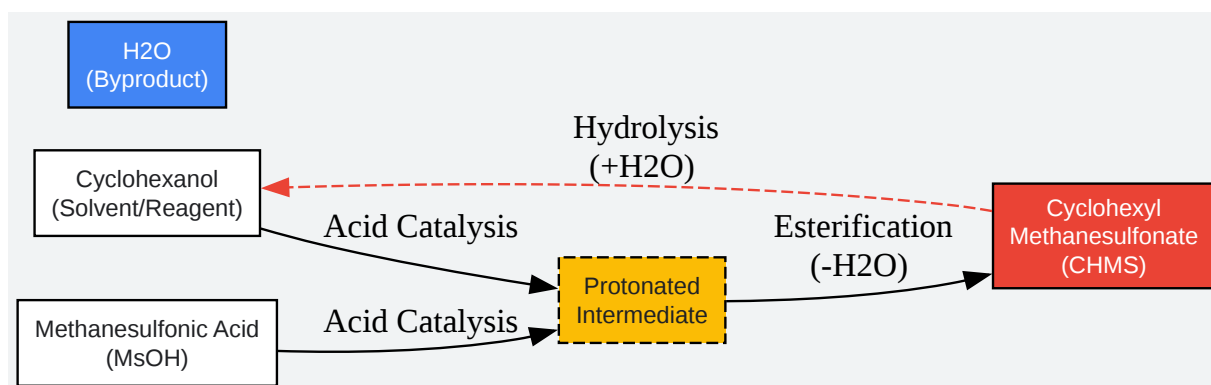 H2O
(Byproduct)
Hydrolysis
(+H2O)
Cyclohexanol
(Solvent/Reagent)
Acid Catalysis
Esterification
(-H2O)
Cyclohexyl
Methanesulfonate
(CHMS)
Protonated
Intermediate
Methanesulfonic Acid
(MsOH)
Acid Catalysis